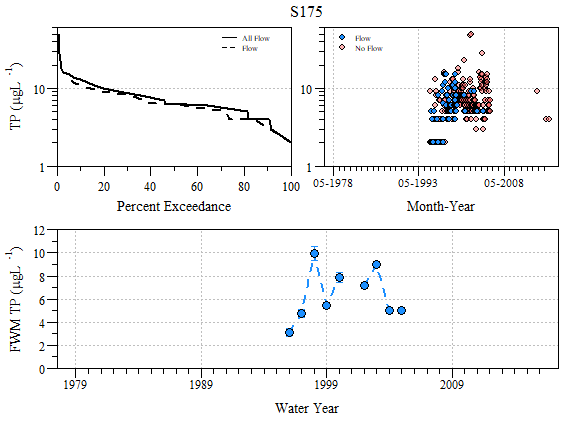 S175
TP (µgL⁻¹)
10
1
All Flow
Flow
0 20 40 60 80 100
Percent Exceedance
10
1
Flow
No Flow
05-1978 05-1993 05-2008
Month-Year
FWM TP (µgL⁻¹)
12
10
8
6
4
2
0
1979 1989 1999 2009
Water Year